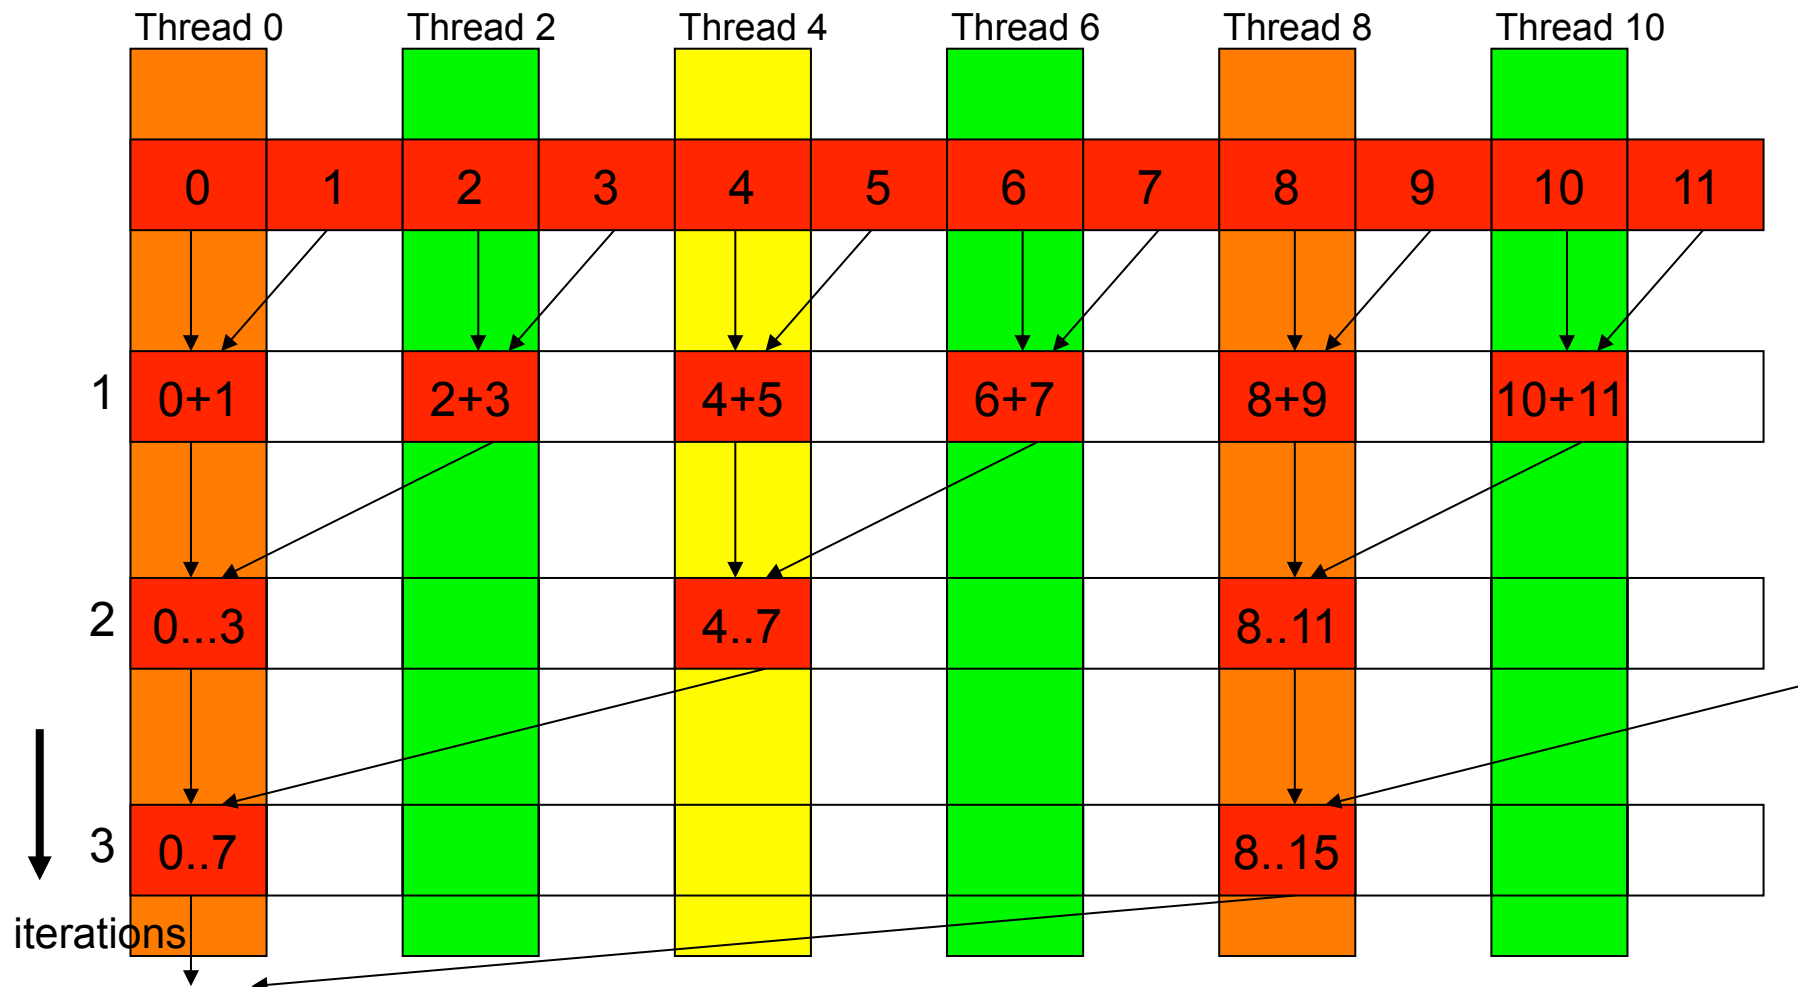 Thread 0 Thread 2 Thread 4 Thread 6 Thread 8 Thread 10
0 1 2 3 4 5 6 7 8 9 10 11
1 0+1 2+3 4+5 6+7 8+9 10+11
2 0...3 4..7 8..11
3 0..7 8..15
iterations